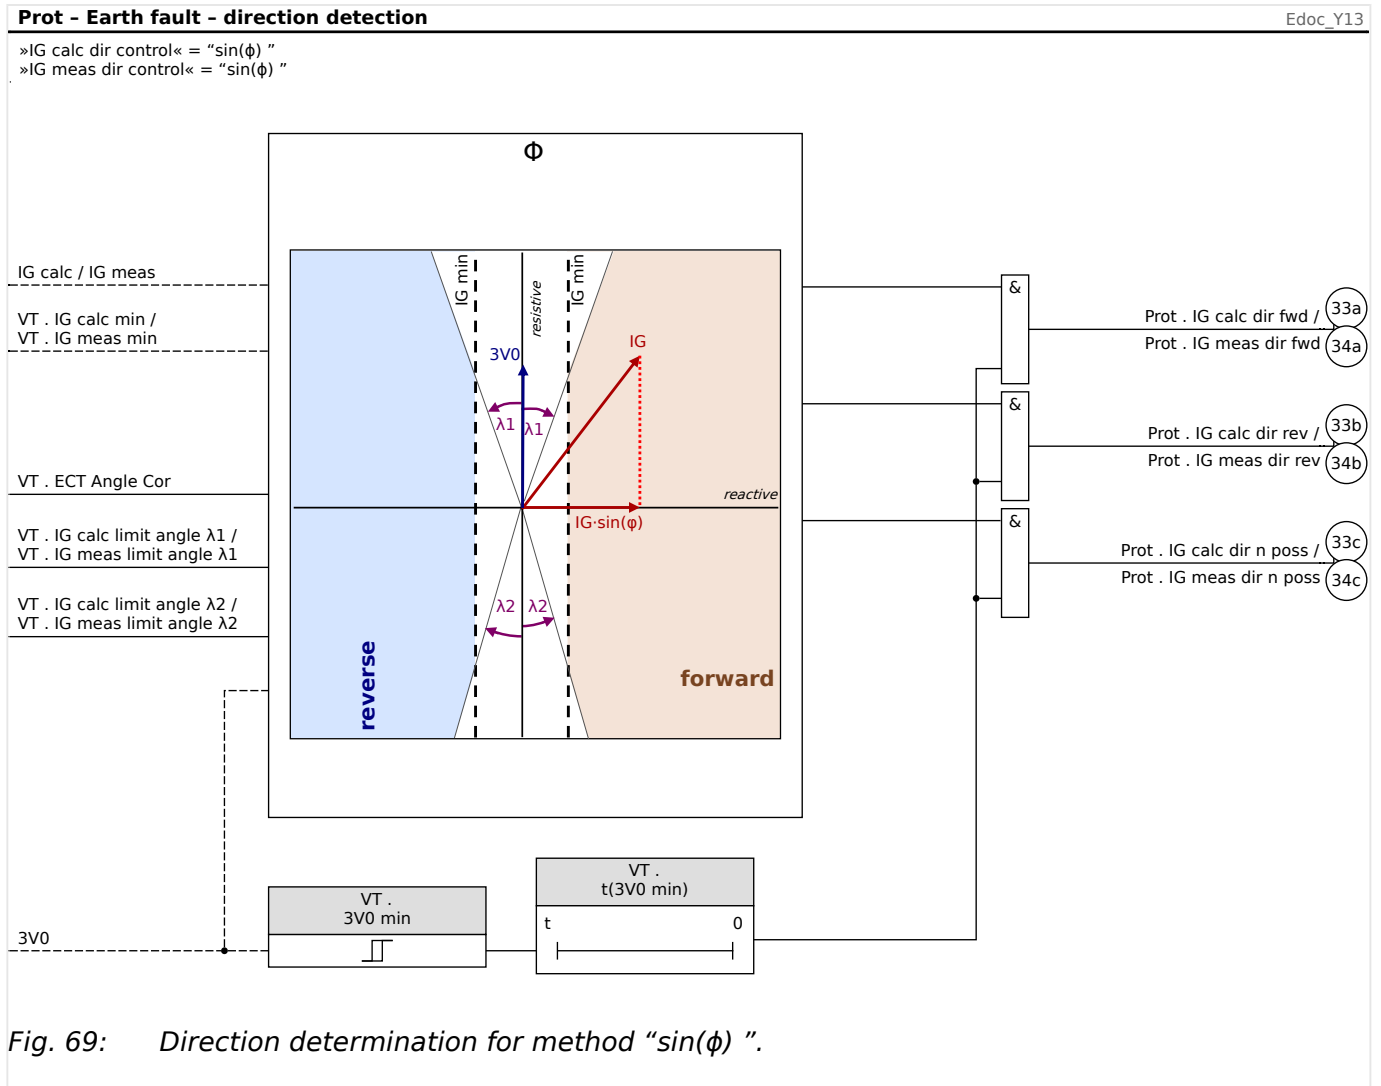 Prot – Earth fault – direction detection
Edoc_Y13
»IG calc dir control« = “sin(ϕ) ”
»IG meas dir control« = “sin(ϕ) ”
Φ
IG calc / IG meas
VT . IG calc min /
VT . IG meas min
VT . ECT Angle Cor
VT . IG calc limit angle λ1 /
VT . IG meas limit angle λ1
VT . IG calc limit angle λ2 /
VT . IG meas limit angle λ2
3V0
IG min
resistive
IG min
3V0
IG
λ1
λ1
reactive
IG·sin(φ)
λ2
λ2
reverse
forward
&
Prot . IG calc dir fwd /
33a
Prot . IG meas dir fwd
34a
&
Prot . IG calc dir rev /
33b
Prot . IG meas dir rev
34b
&
Prot . IG calc dir n poss /
33c
Prot . IG meas dir n poss
34c
VT .
3V0 min
VT .
t(3V0 min)
t
0
Fig. 69: Direction determination for method “sin(ϕ) ”.